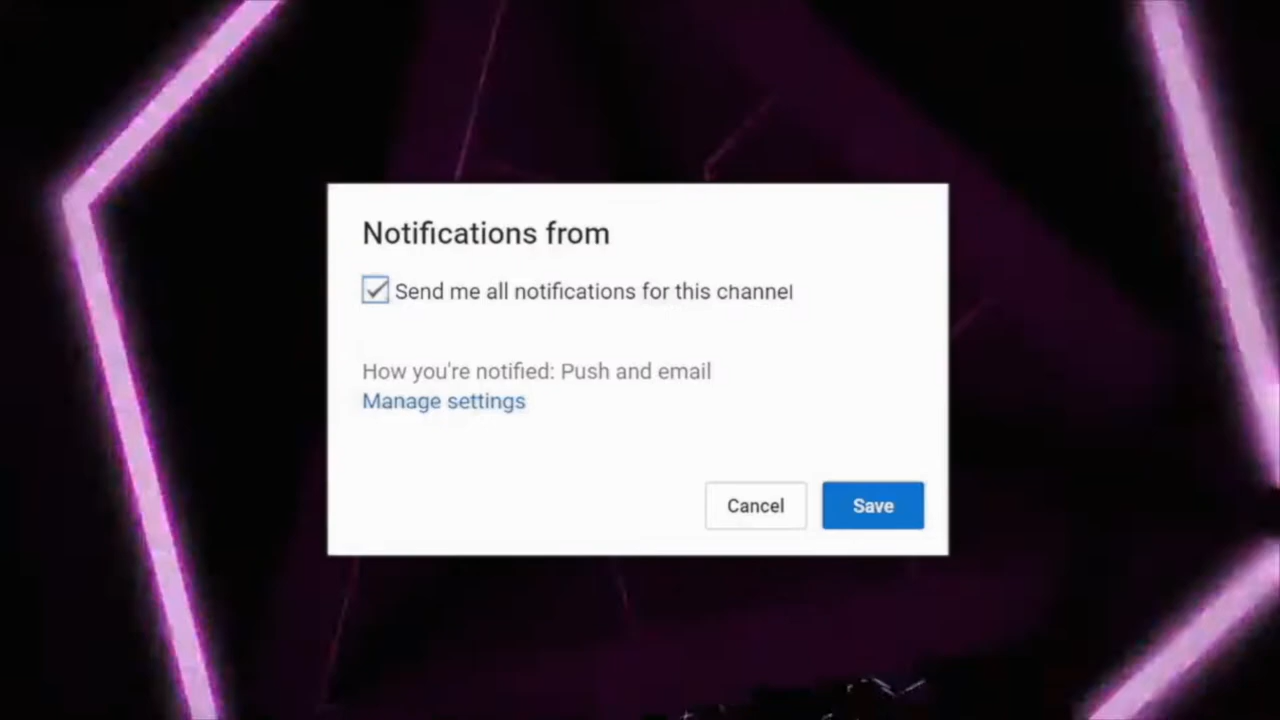 Notifications from
Send me all notifications for this channel
How you're notified: Push and email
Manage settings
Cancel Save